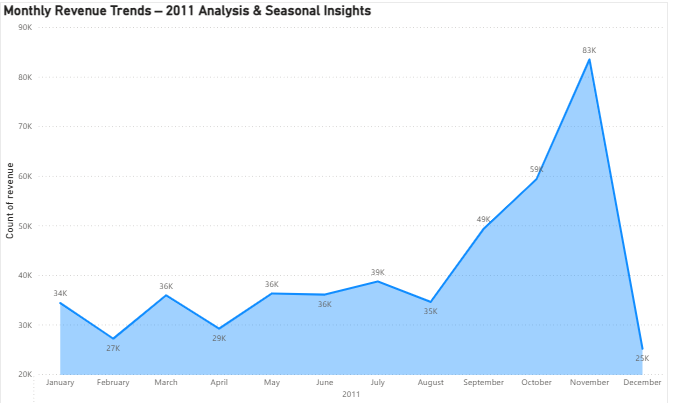 Monthly Revenue Trends – 2011 Analysis & Seasonal Insights
90K
80K
70K
60K
50K
40K
30K
20K
Count of revenue
34K
27K
36K
29K
36K
36K
39K
35K
49K
59K
83K
25K
January February March April May June July August September October November December
2011